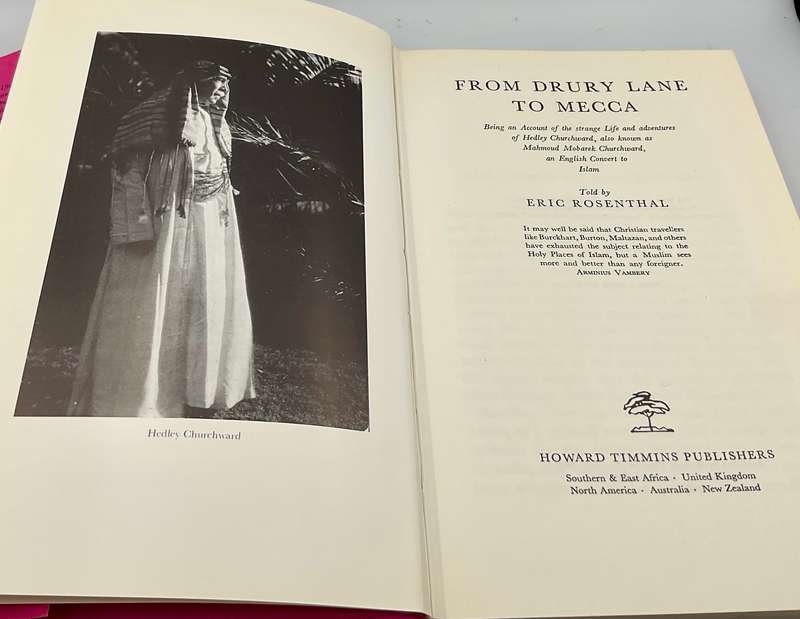 Hedley Churchward
FROM DRURY LANE
TO MECCA
Being an Account of the strange Life and adventures
of Hedley Churchward, also known as
Mahmoud Mobarek Churchward,
an English Convert to
Islam
Told by
ERIC ROSENTHAL
It may well be said that Christian travellers
like Burckhart, Burton, Maltazan, and others
have exhausted the subject relating to the
Holy Places of Islam, but a Muslim sees
more and better than any foreigner.
ARMINIUS VAMBERY
HOWARD TIMMINS PUBLISHERS
Southern & East Africa · United Kingdom
North America · Australia · New Zealand